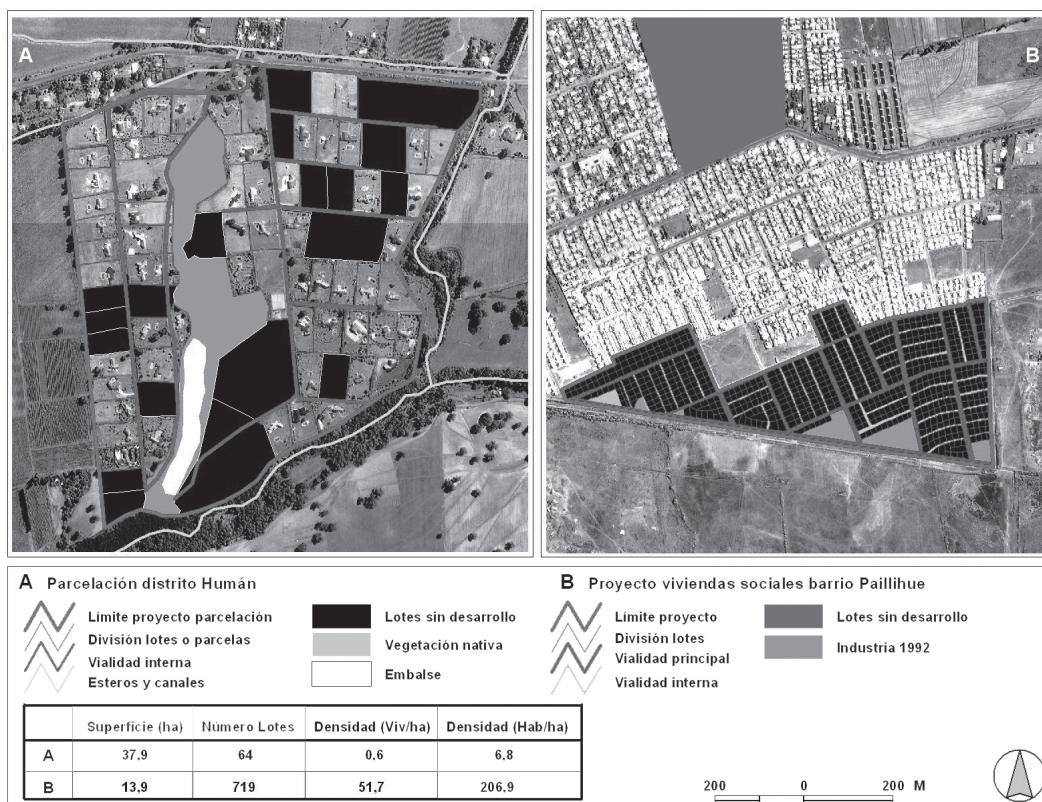 A
B
A Parcelación distrito Humán
Límite proyecto parcelación
División lotes o parcelas
Vialidad interna
Esteros y canales
Lotes sin desarrollo
Vegetación nativa
Embalse
B Proyecto viviendas sociales barrio Paillihue
Límite proyecto
División lotes
Vialidad principal
Vialidad interna
Lotes sin desarrollo
Industria 1992
Superfície (ha) Número Lotes Densidad (Viv/ha) Densidad (Hab/ha)
A 37,9 64 0,6 6,8
B 13,9 719 51,7 206,9
200 0 200 M